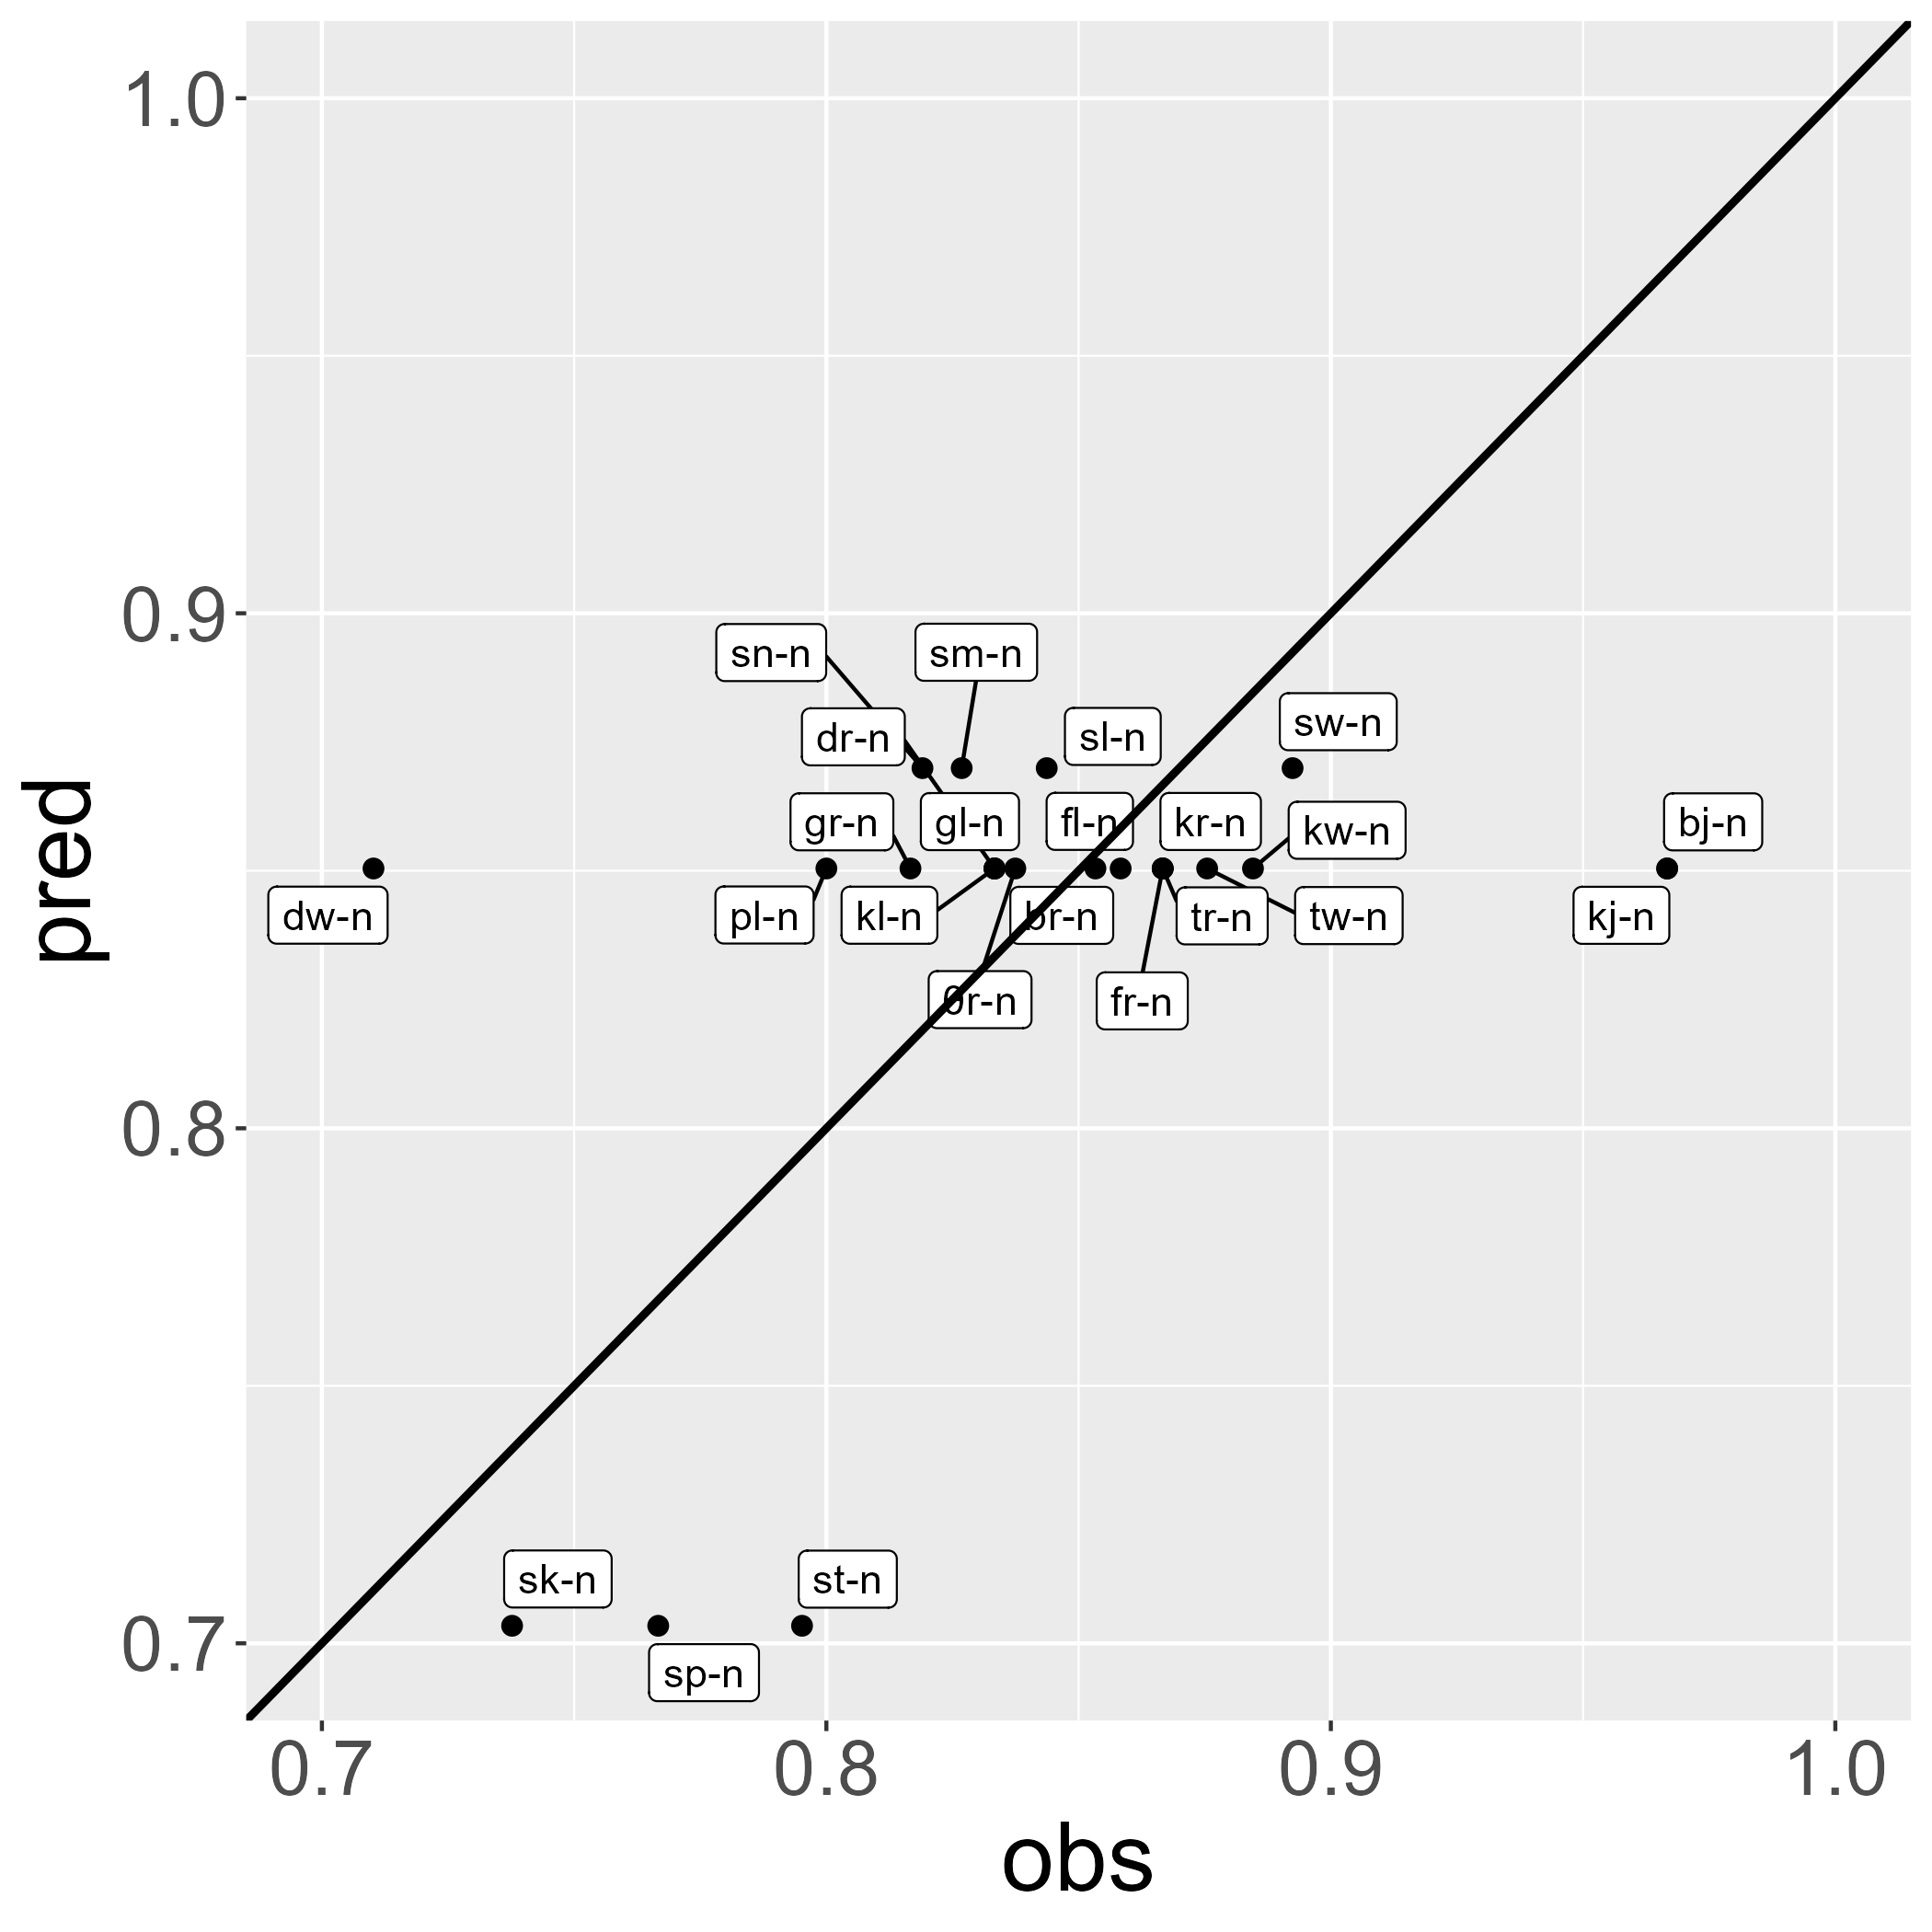 1.0
0.9
sn-n
sm-n
dr-n
sl-n
sw-n
gr-n
gl-n
fl-n
kr-n
kw-n
bj-n
dw-n
pl-n
kl-n
br-n
tr-n
tw-n
kj-n
θr-n
fr-n
0.8
sk-n
st-n
0.7
sp-n
0.7
0.8
0.9
1.0
obs
pred